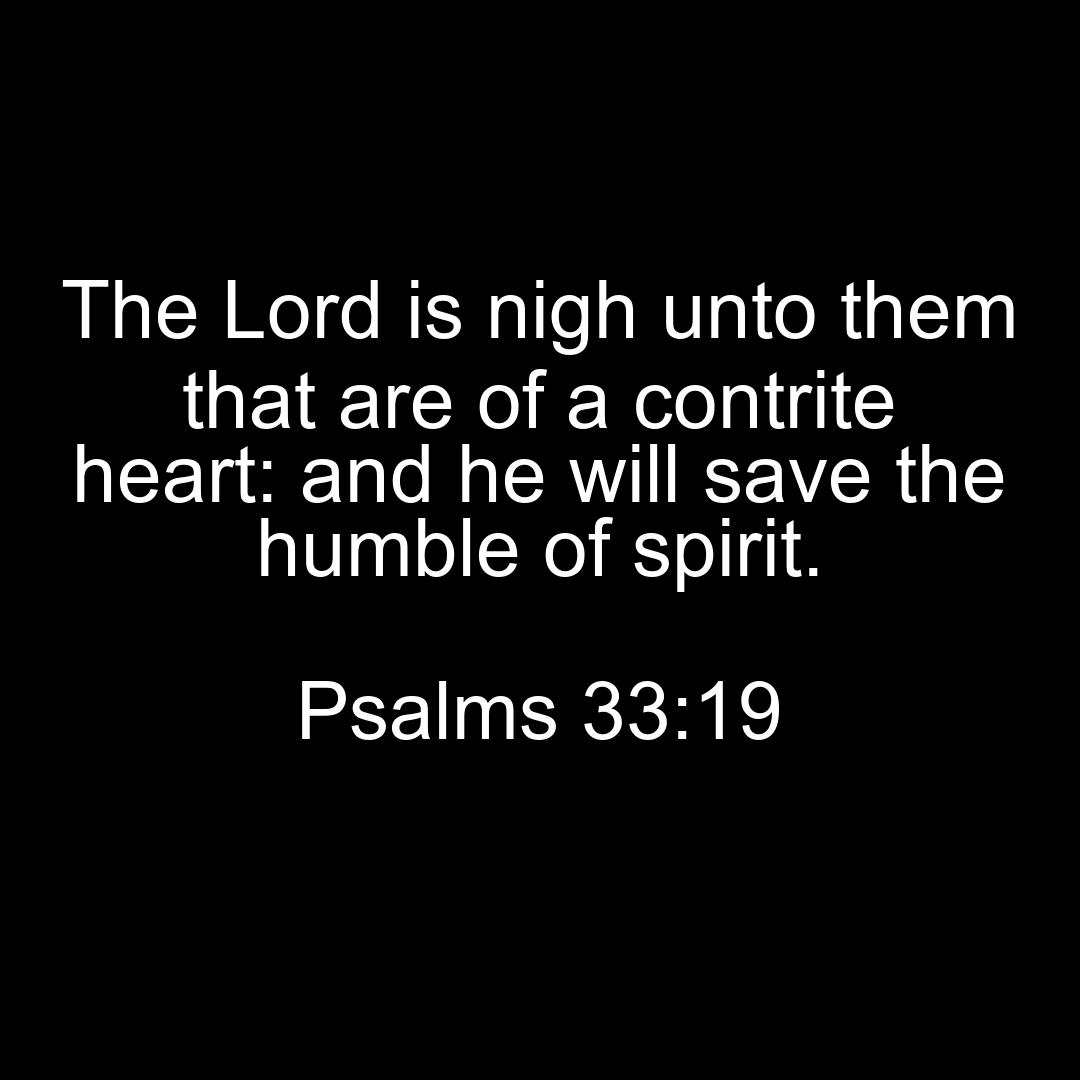 The Lord is nigh unto them
that are of a contrite
heart: and he will save the
humble of spirit.
Psalms 33:19